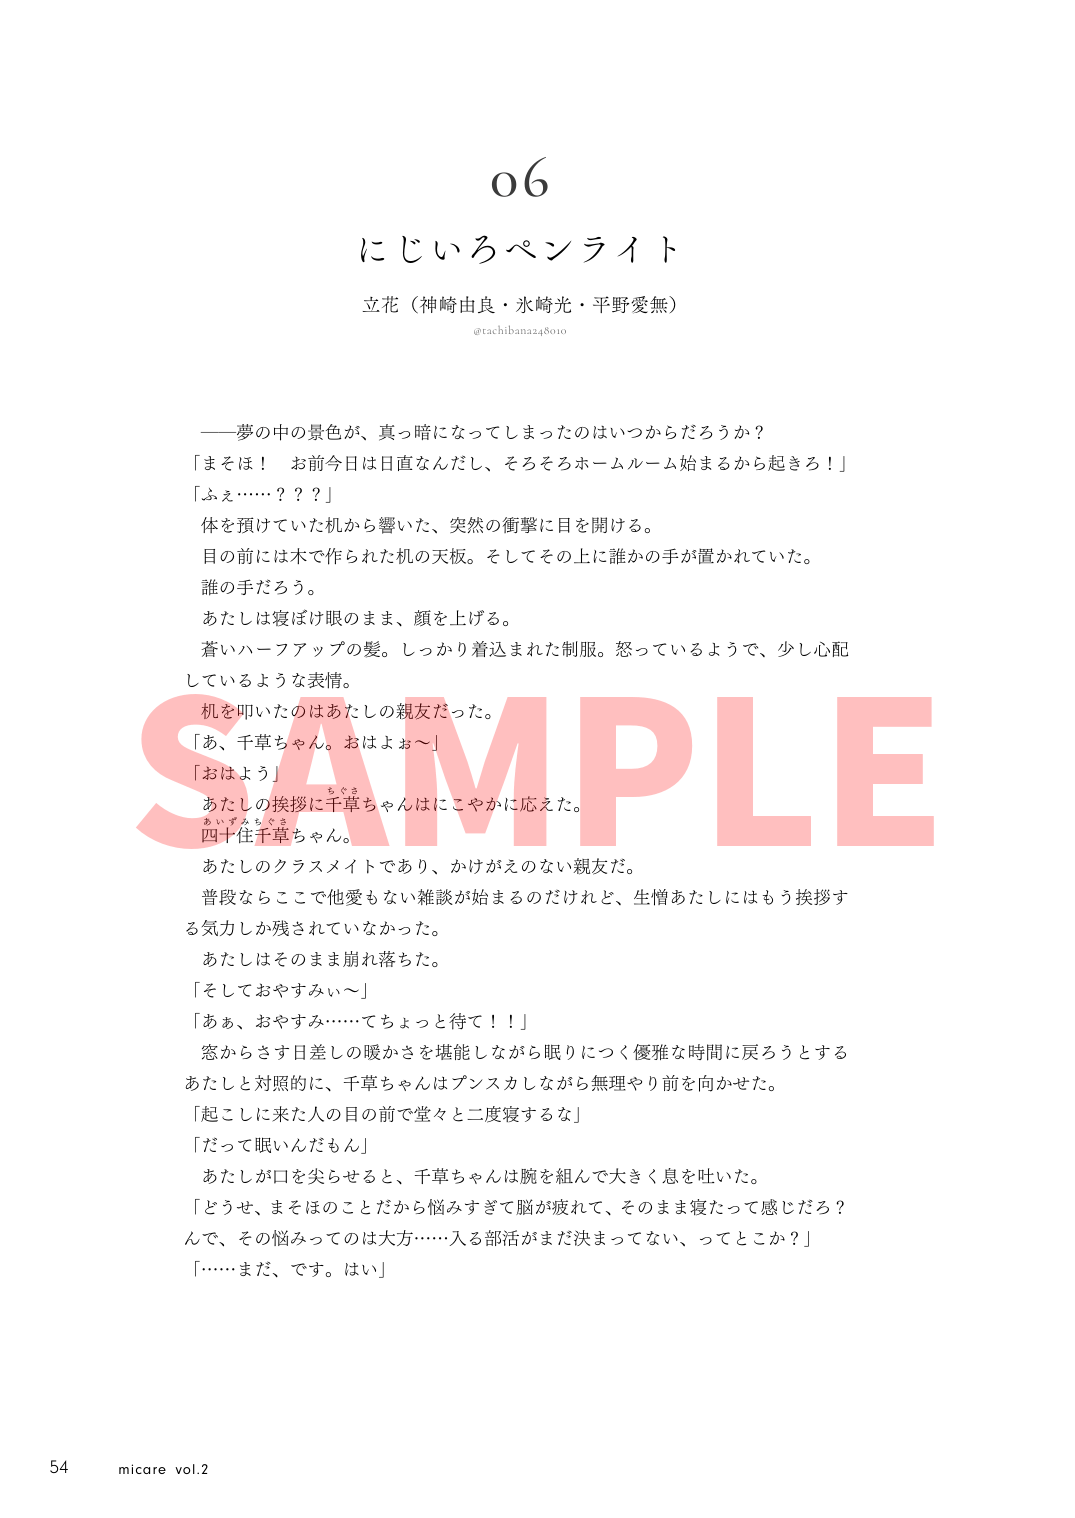 06
にじいろペンライト
立花（神崎由良・氷崎光・平野愛無）
@tachibana248010
――夢の中の景色が、真っ暗になってしまったのはいつからだろうか？
「まそほ！　お前今日は日直なんだし、そろそろホームルーム始まるから起きろ！」
「ふぇ……？？？」
体を預けていた机から響いた、突然の衝撃に目を開ける。
目の前には木で作られた机の天板。そしてその上に誰かの手が置かれていた。
誰の手だろう。
あたしは寝ぼけ眼のまま、顔を上げる。
蒼いハーフアップの髪。しっかり着込まれた制服。怒っているようで、少し心配
しているような表情。
机を叩いたのはあたしの親友だった。
「あ、千草ちゃん。おはよぉ～」
「おはよう」
ちぐさ
あたしの挨拶に千草ちゃんはにこやかに応えた。
あいずみちぐさ
四十住千草ちゃん。
あたしのクラスメイトであり、かけがえのない親友だ。
普段ならここで他愛もない雑談が始まるのだけれど、生憎あたしにはもう挨拶す
る気力しか残されていなかった。
あたしはそのまま崩れ落ちた。
「そしておやすみぃ～」
「あぁ、おやすみ……てちょっと待て！！」
窓からさす日差しの暖かさを堪能しながら眠りにつく優雅な時間に戻ろうとする
あたしと対照的に、千草ちゃんはプンスカしながら無理やり前を向かせた。
「起こしに来た人の目の前で堂々と二度寝するな」
「だって眠いんだもん」
あたしが口を尖らせると、千草ちゃんは腕を組んで大きく息を吐いた。
「どうせ、まそほのことだから悩みすぎて脳が疲れて、そのまま寝たって感じだろ？
んで、その悩みってのは大方……入る部活がまだ決まってない、ってとこか？」
「……まだ、です。はい」
SAMPLE
54 micare vol.2